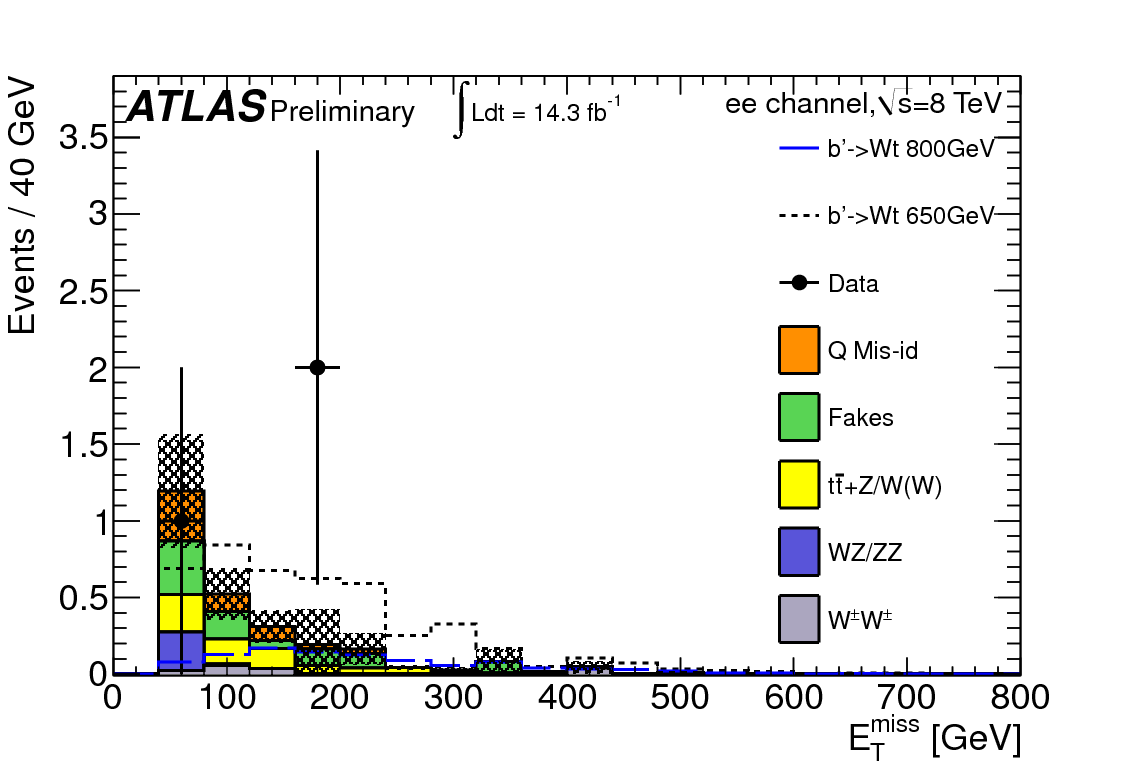 ATLAS Preliminary ∫ Ldt = 14.3 fb⁻¹ ee channel, √s=8 TeV
b'->Wt 800GeV
b'->Wt 650GeV
Data
Q Mis-id
Fakes
tt̄+Z/W(W)
WZ/ZZ
W±W±
Events / 40 GeV
3.5
3
2.5
2
1.5
1
0.5
0
0 100 200 300 400 500 600 700 800
E_T^miss [GeV]